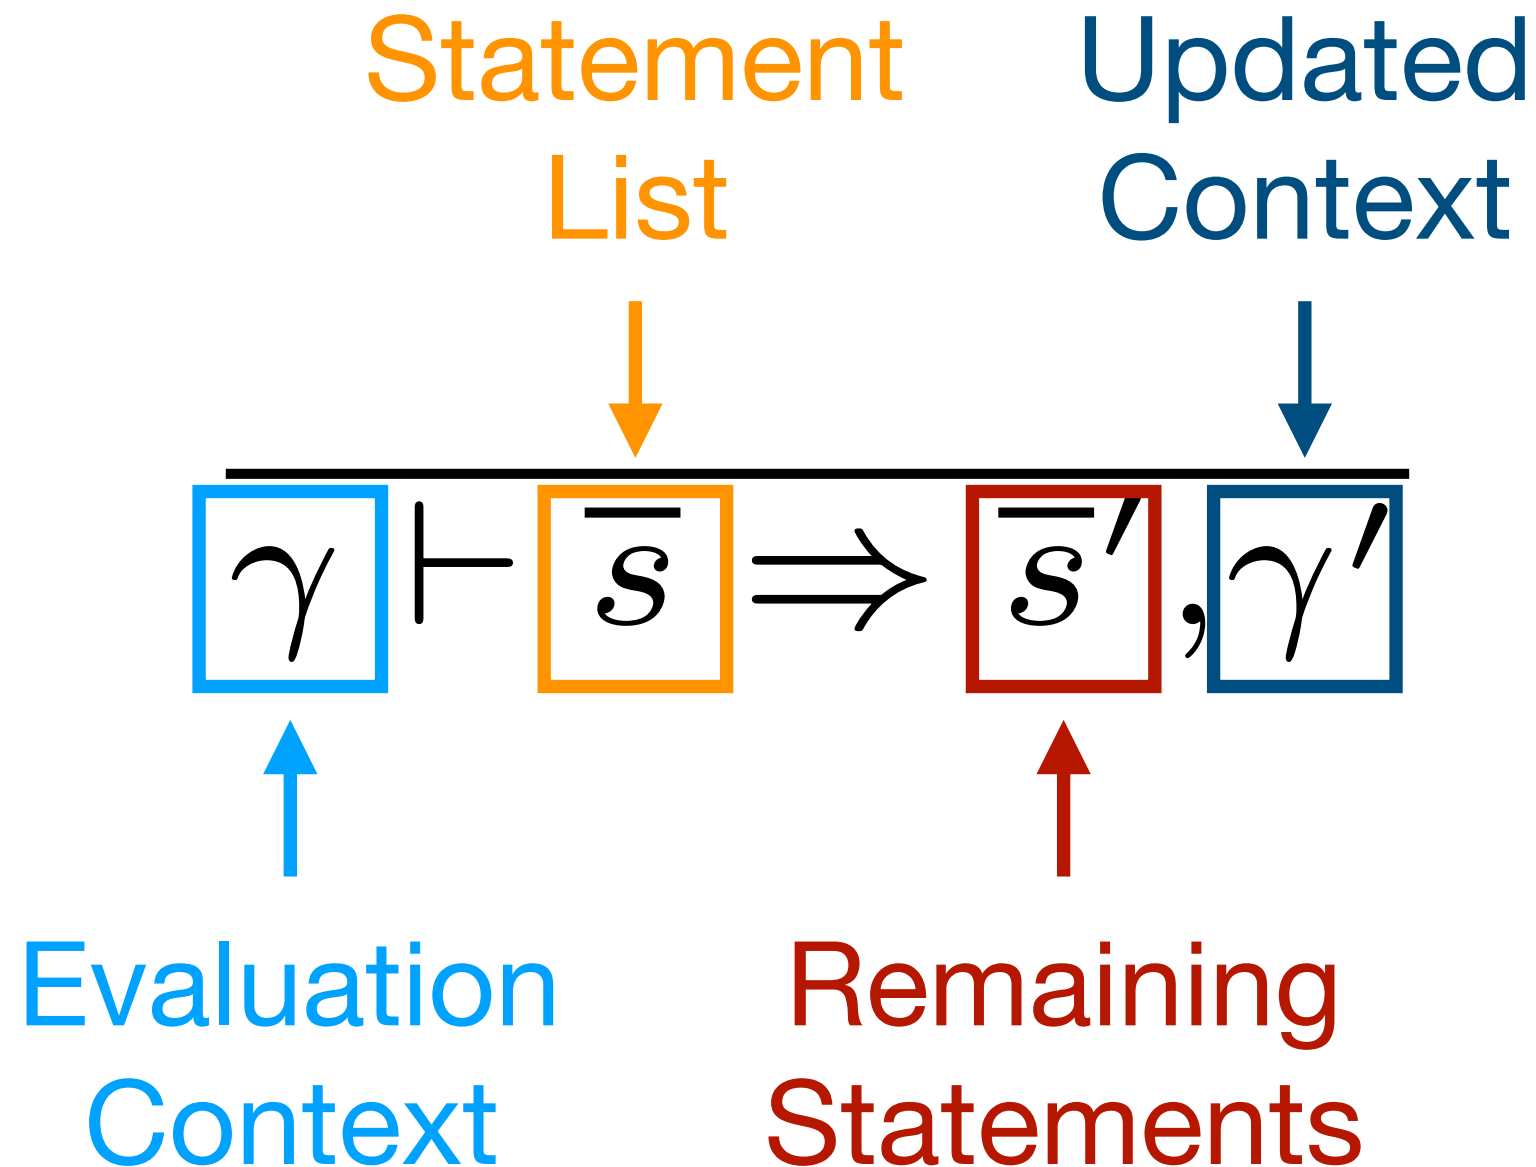 Statement
List
Updated
Context
γ ⊢ s̅ ⇒ s̅′, γ′
Evaluation
Context
Remaining
Statements